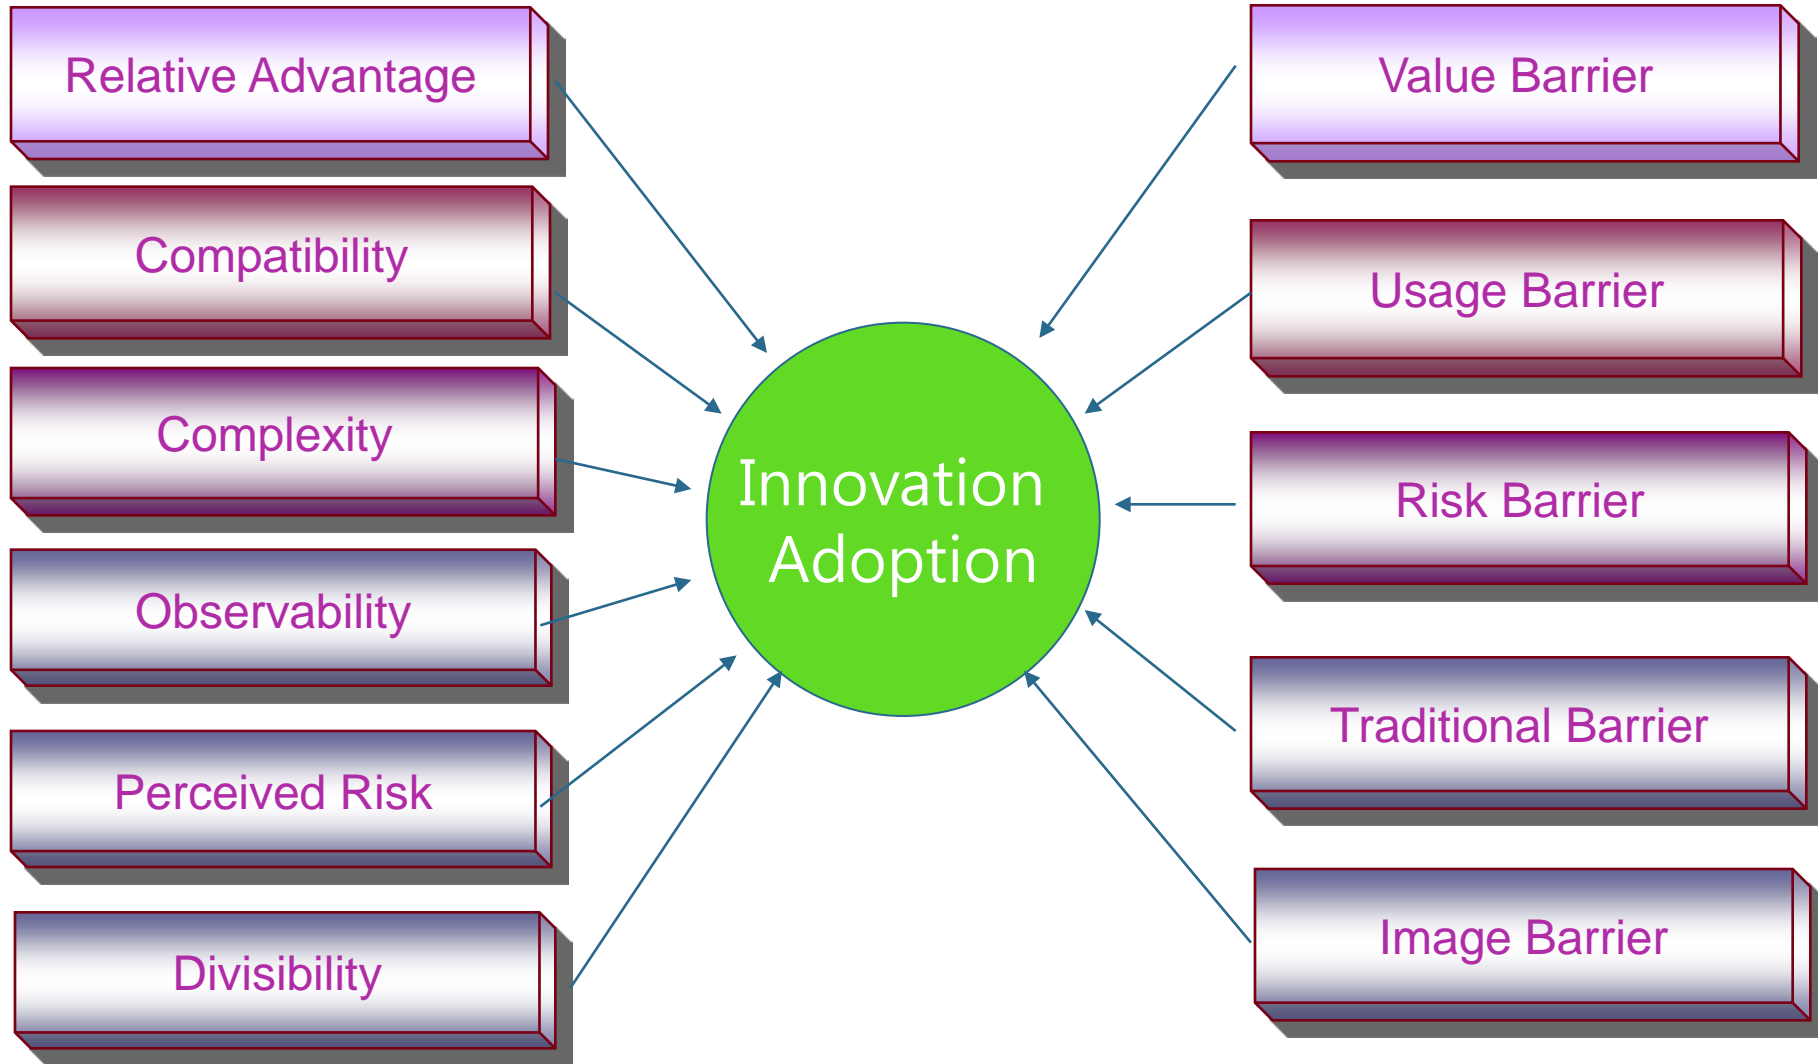 Relative Advantage
Compatibility
Complexity
Observability
Perceived Risk
Divisibility
Innovation
Adoption
Value Barrier
Usage Barrier
Risk Barrier
Traditional Barrier
Image Barrier